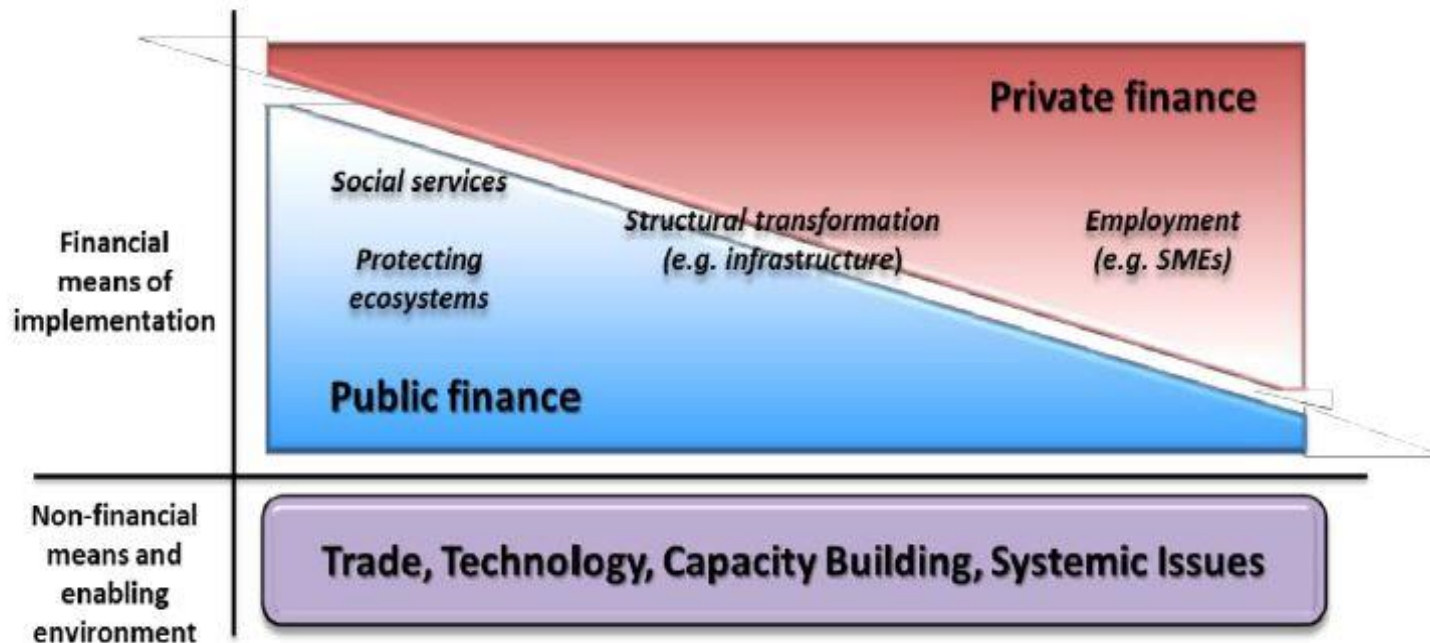 Private finance
Social services
Structural transformation
(e.g. infrastructure)
Employment
(e.g. SMEs)
Protecting
ecosystems
Public finance
Financial
means of
implementation
Non-financial
means and
enabling
environment
Trade, Technology, Capacity Building, Systemic Issues